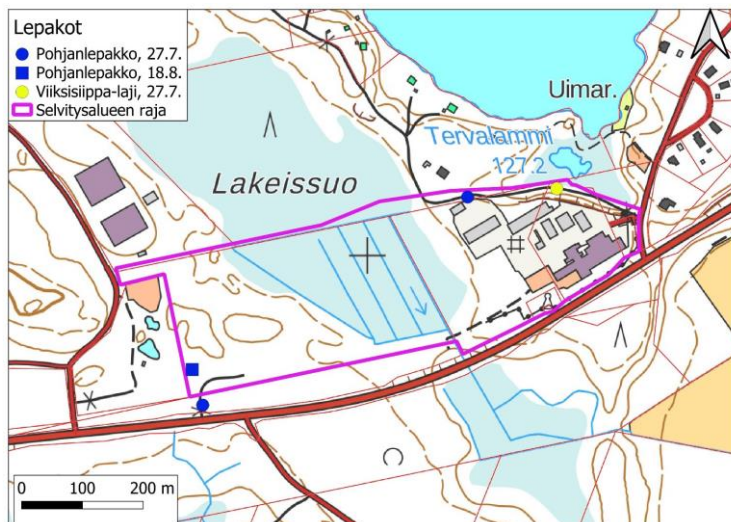 Lepakot
Pohjanlepakko, 27.7.
Pohjanlepakko, 18.8.
Viiksisiippa-laji, 27.7.
Selvitysalueen raja
Uimar.
Tervalammi
127.2
Lakeissuo
0 100 200 m